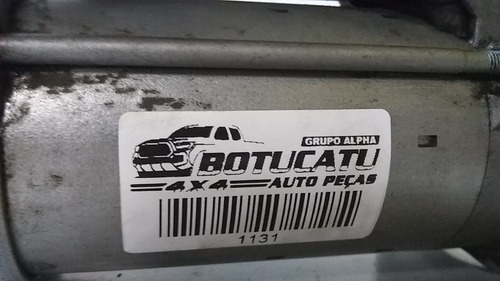 GRUPO ALPHA
BOTUCATU
4X4 AUTO PEÇAS
1131